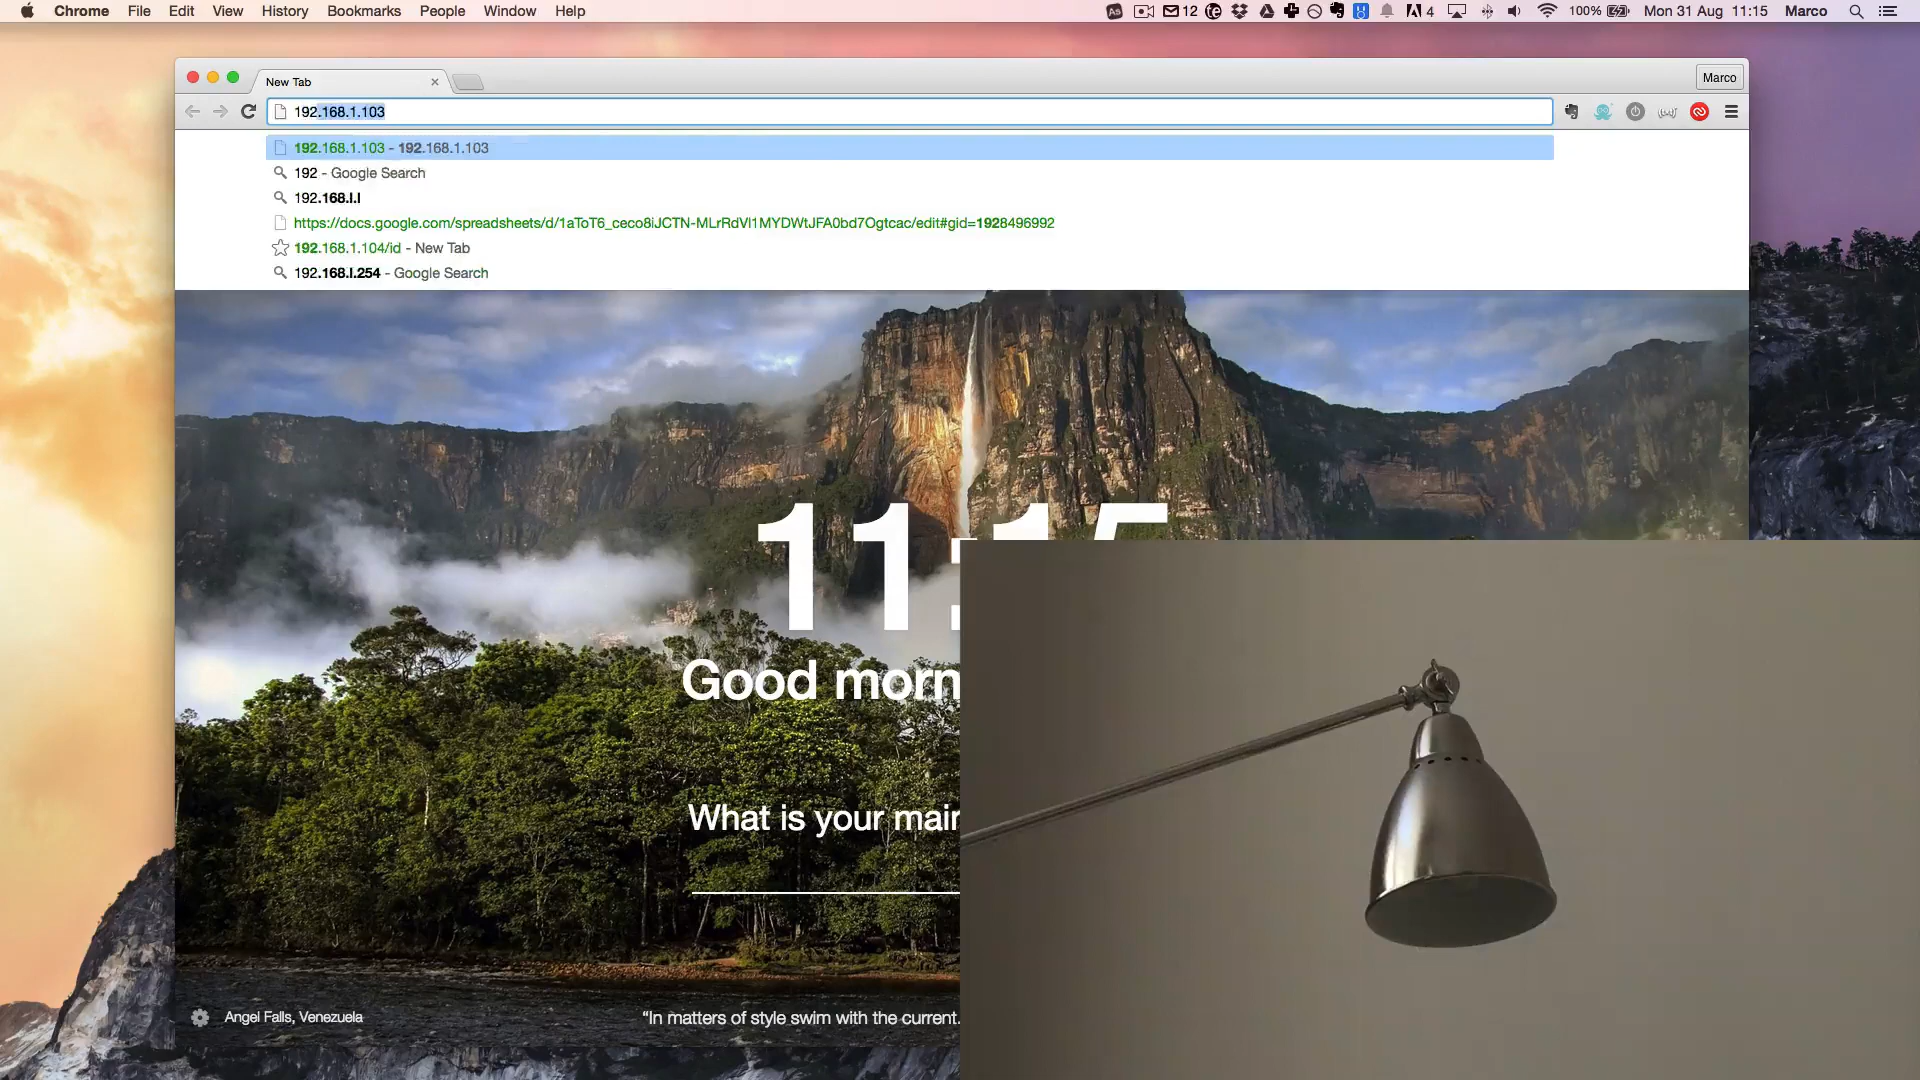 Chrome File Edit View History Bookmarks People Window Help 12 4 100% Mon 31 Aug 11:15 Marco
New Tab
Marco
192.168.1.103
192.168.1.103 - 192.168.1.103
192 - Google Search
192.168.l.l
https://docs.google.com/spreadsheets/d/1aToT6_ceco8iJCTN-MLrRdVl1MYDWtJFA0bd7Ogtcac/edit#gid=1928496992
192.168.1.104/id - New Tab
192.168.l.254 - Google Search
11:15
Good morn
What is your main
Angel Falls, Venezuela
“In matters of style swim with the current.